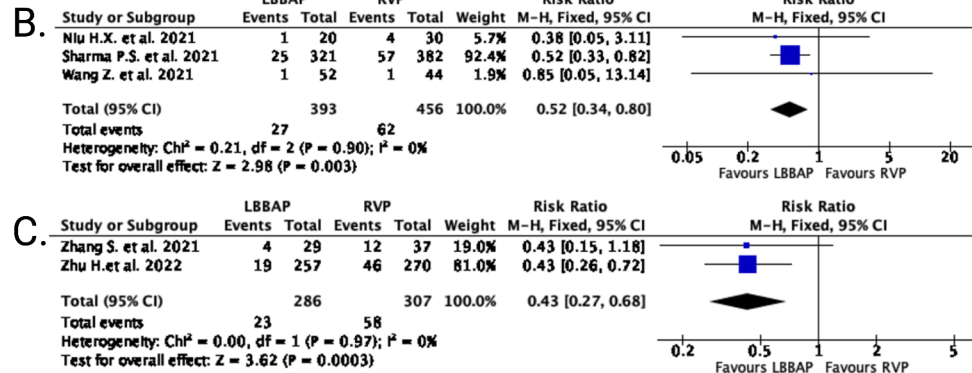 LBBAP RVP Risk Ratio Risk Ratio
B. Study or Subgroup Events Total Events Total Weight M-H, Fixed, 95% CI M-H, Fixed, 95% CI
Niu H.X. et al. 2021 1 20 4 30 5.7% 0.38 [0.05, 3.11]
Sharma P.S. et al. 2021 25 321 57 382 92.4% 0.52 [0.33, 0.82]
Wang Z. et al. 2021 1 52 1 44 1.9% 0.85 [0.05, 13.14]
Total (95% CI) 393 456 100.0% 0.52 [0.34, 0.80]
Total events 27 62
Heterogeneity: Chi² = 0.21, df = 2 (P = 0.90); I² = 0%
Test for overall effect: Z = 2.98 (P = 0.003)
0.05 0.2 1 5 20
Favours LBBAP Favours RVP
C. LBBAP RVP Risk Ratio Risk Ratio
Study or Subgroup Events Total Events Total Weight M-H, Fixed, 95% CI M-H, Fixed, 95% CI
Zhang S. et al. 2021 4 29 12 37 19.0% 0.43 [0.15, 1.18]
Zhu H.et al. 2022 19 257 46 270 81.0% 0.43 [0.26, 0.72]
Total (95% CI) 286 307 100.0% 0.43 [0.27, 0.68]
Total events 23 58
Heterogeneity: Chi² = 0.00, df = 1 (P = 0.97); I² = 0%
Test for overall effect: Z = 3.62 (P = 0.0003)
0.2 0.5 1 2 5
Favours LBBAP Favours RVP